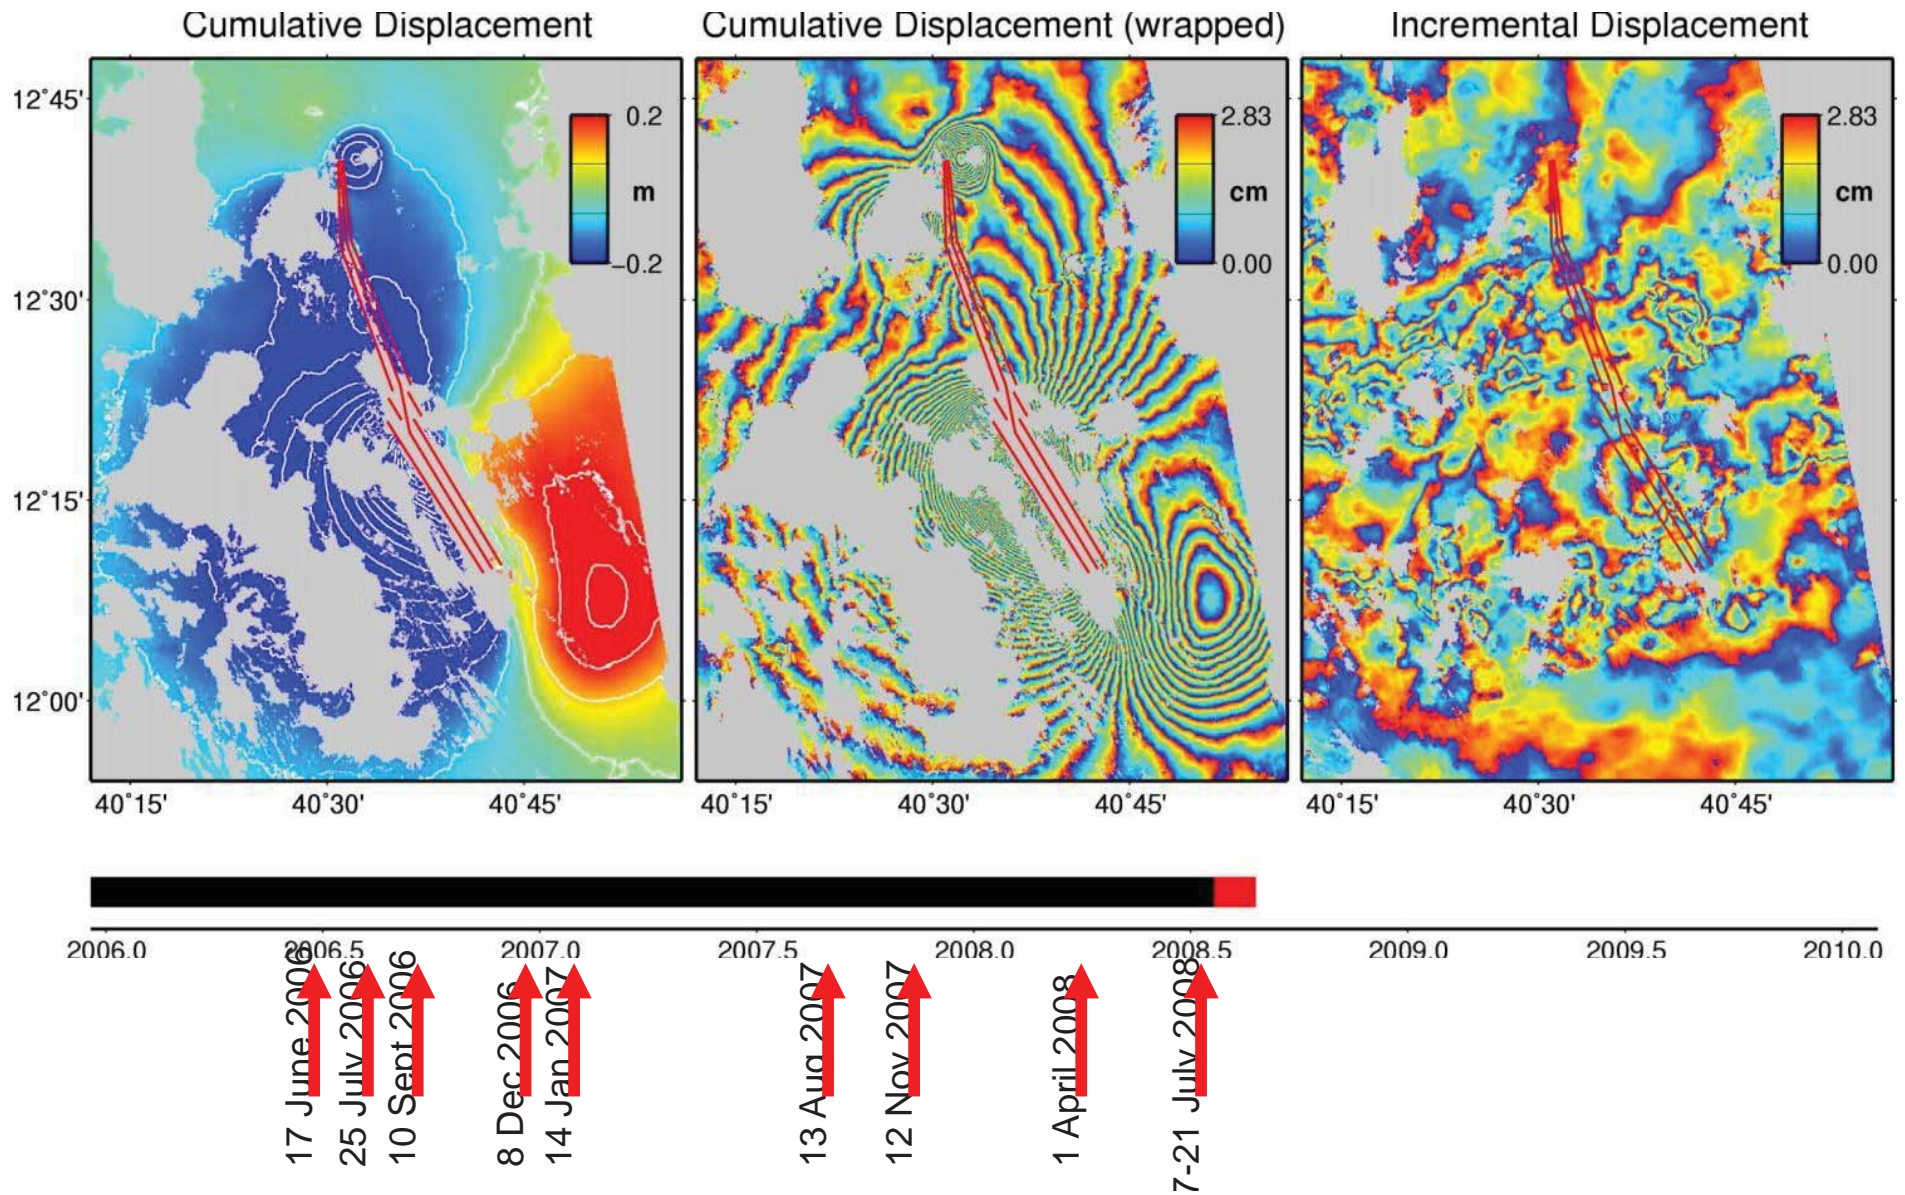 Cumulative Displacement
Cumulative Displacement (wrapped)
Incremental Displacement
12°45'
12°30'
12°15'
12°00'
0.2
m
−0.2
2.83
cm
0.00
2.83
cm
0.00
40°15'
40°30'
40°45'
40°15'
40°30'
40°45'
40°15'
40°30'
40°45'
2006.0
2006.5
2007.0
2007.5
2008.0
2008.5
2009.0
2009.5
2010.0
17 June 2006
25 July 2006
10 Sept 2006
8 Dec 2006
14 Jan 2007
13 Aug 2007
12 Nov 2007
1 April 2008
7-21 July 2008